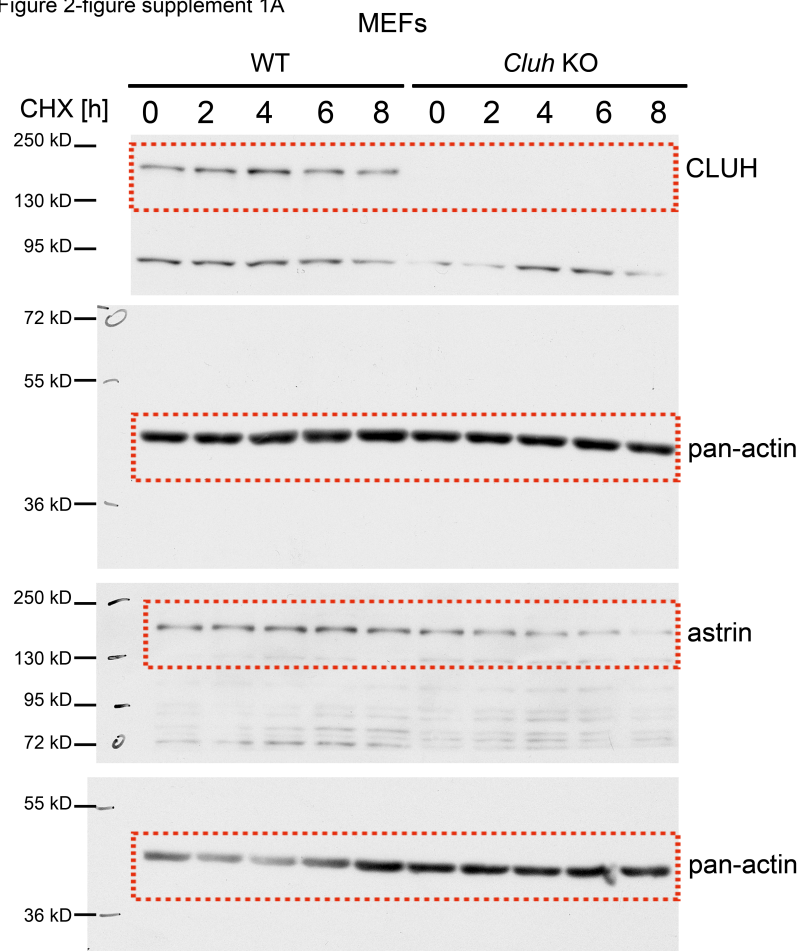 Figure 2-figure supplement 1A
MEFs
WT Cluh KO
CHX [h] 0 2 4 6 8 0 2 4 6 8
250 kD
CLUH
130 kD
95 kD
72 kD
55 kD
pan-actin
36 kD
250 kD
astrin
130 kD
95 kD
72 kD
55 kD
pan-actin
36 kD